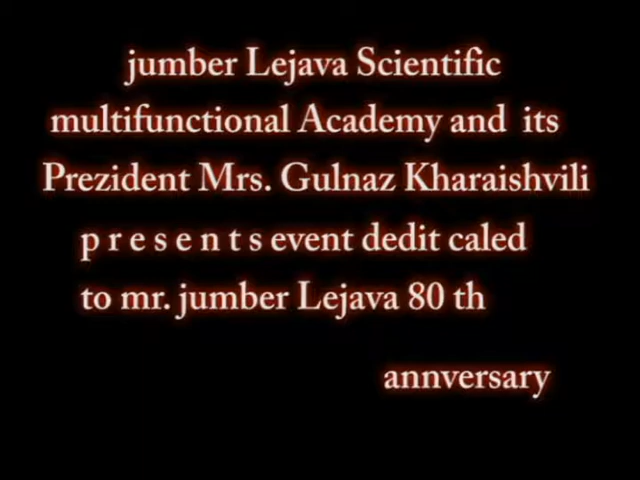 jumber Lejava Scientific
multifunctional Academy and its
Prezident Mrs. Gulnaz Kharaishvili
p r e s e n t s event dedit caled
to mr. jumber Lejava 80 th
annversary